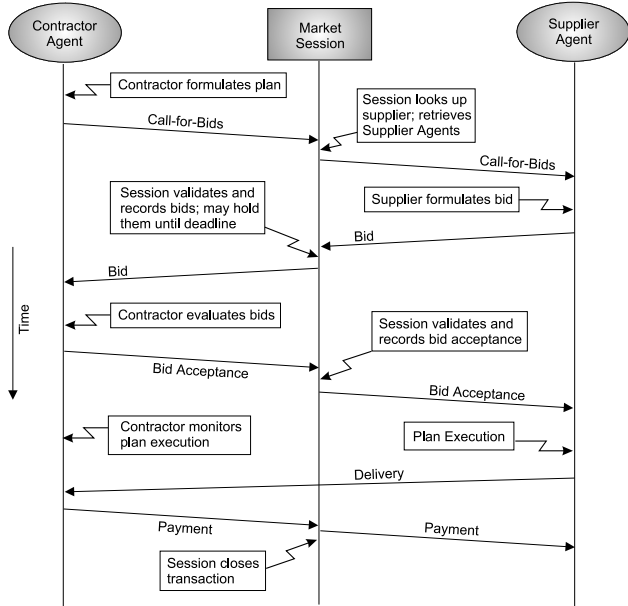 Contractor
Agent
Market
Session
Supplier
Agent
Contractor formulates plan
Call-for-Bids
Session looks up
supplier; retrieves
Supplier Agents
Call-for-Bids
Session validates and
records bids; may hold
them until deadline
Supplier formulates bid
Bid
Bid
Time
Contractor evaluates bids
Session validates and
records bid acceptance
Bid Acceptance
Bid Acceptance
Contractor monitors
plan execution
Plan Execution
Delivery
Payment
Payment
Session closes
transaction